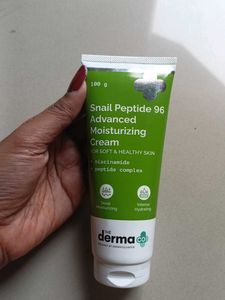 100 g
Snail Peptide 96
Advanced
Moisturizing
Cream
FOR SOFT & HEALTHY SKIN
+ niacinamide
+ peptide complex
Deep
Moisturizing
Intense
Hydrating
THE
derma co